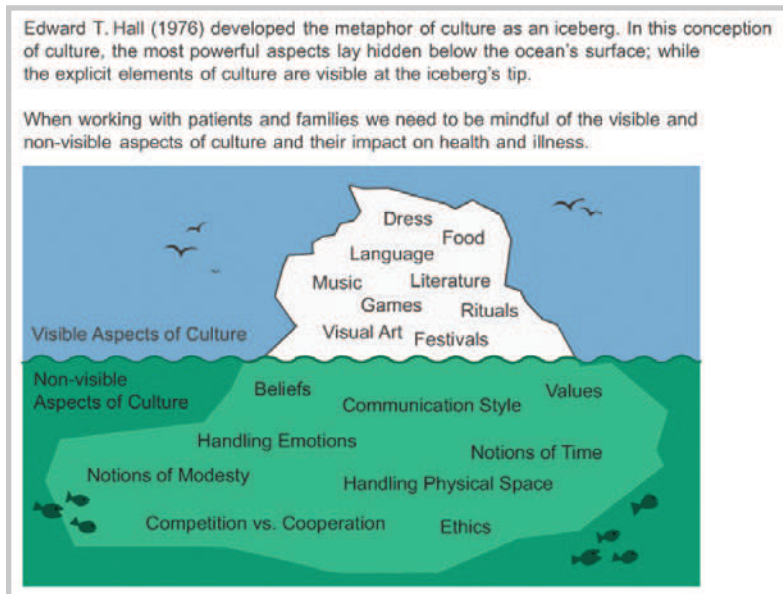 Edward T. Hall (1976) developed the metaphor of culture as an iceberg. In this conception
of culture, the most powerful aspects lay hidden below the ocean's surface; while
the explicit elements of culture are visible at the iceberg's tip.
When working with patients and families we need to be mindful of the visible and
non-visible aspects of culture and their impact on health and illness.
Dress
Food
Language
Music
Literature
Games
Rituals
Visible Aspects of Culture
Visual Art
Festivals
Non-visible
Aspects of Culture
Beliefs
Values
Communication Style
Handling Emotions
Notions of Time
Notions of Modesty
Handling Physical Space
Competition vs. Cooperation
Ethics